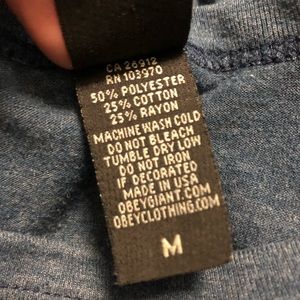 CA 26912
RN 103970
50% POLYESTER
25% COTTON
25% RAYON
MACHINE WASH COLD
DO NOT BLEACH
TUMBLE DRY LOW
DO NOT IRON
IF DECORATED
MADE IN USA
OBEYGIANT.COM
OBEYCLOTHING.COM
M